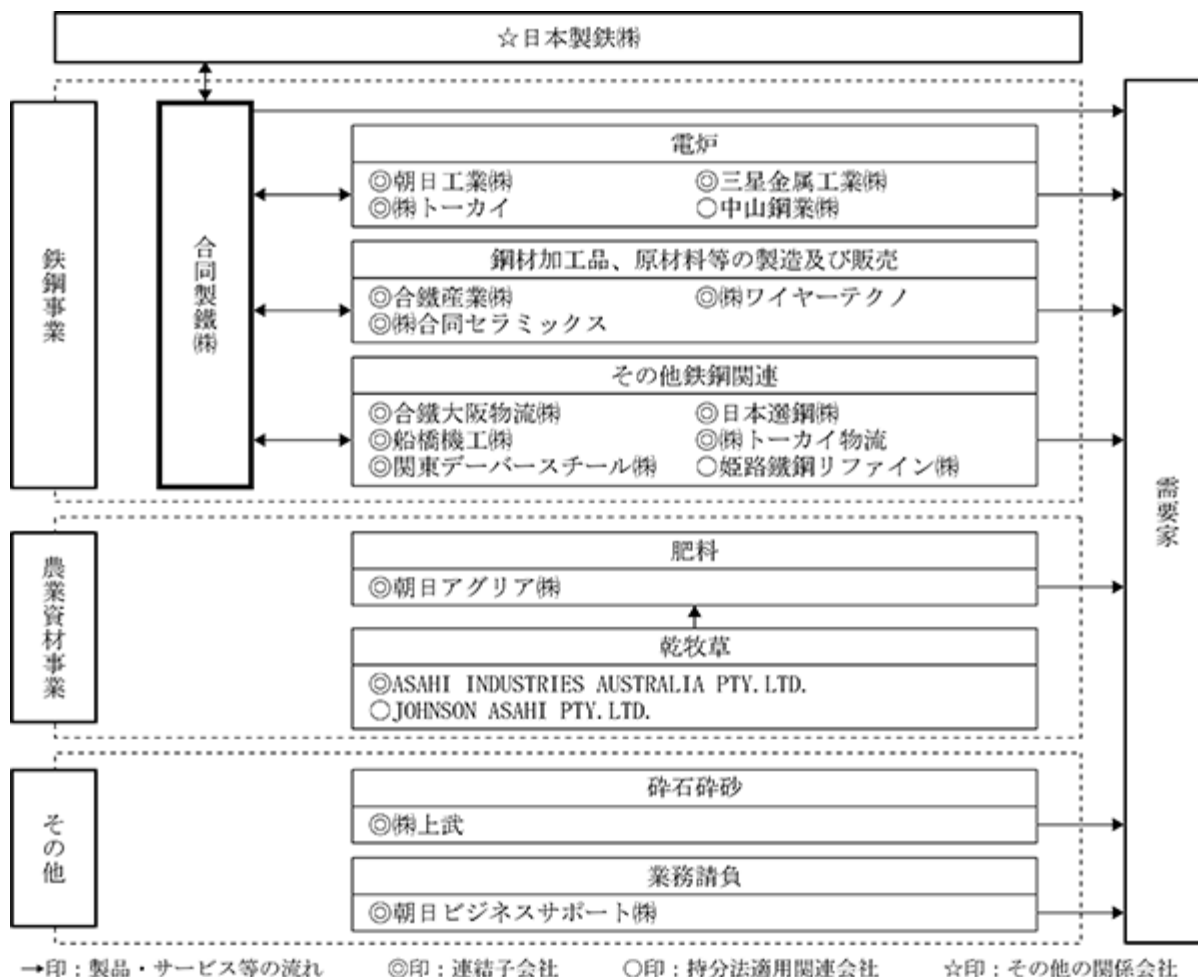 ☆日本製鉄㈱
鉄鋼事業
合同製鐵㈱
電炉
◎朝日工業㈱ ◎三星金属工業㈱
◎㈱トーカイ ○中山鋼業㈱
鋼材加工品、原材料等の製造及び販売
◎合鐵産業㈱ ◎㈱ワイヤーテクノ
◎㈱合同セラミックス
その他鉄鋼関連
◎合鐵大阪物流㈱ ◎日本選鋼㈱
◎船橋機工㈱ ◎㈱トーカイ物流
◎関東デーバースチール㈱ ○姫路鐵鋼リファイン㈱
需要家
農業資材事業
肥料
◎朝日アグリア㈱
乾牧草
◎ASAHI INDUSTRIES AUSTRALIA PTY.LTD.
○JOHNSON ASAHI PTY.LTD.
その他
砕石砕砂
◎㈱上武
業務請負
◎朝日ビジネスサポート㈱
→印：製品・サービス等の流れ ◎印：連結子会社 ○印：持分法適用関連会社 ☆印：その他の関係会社